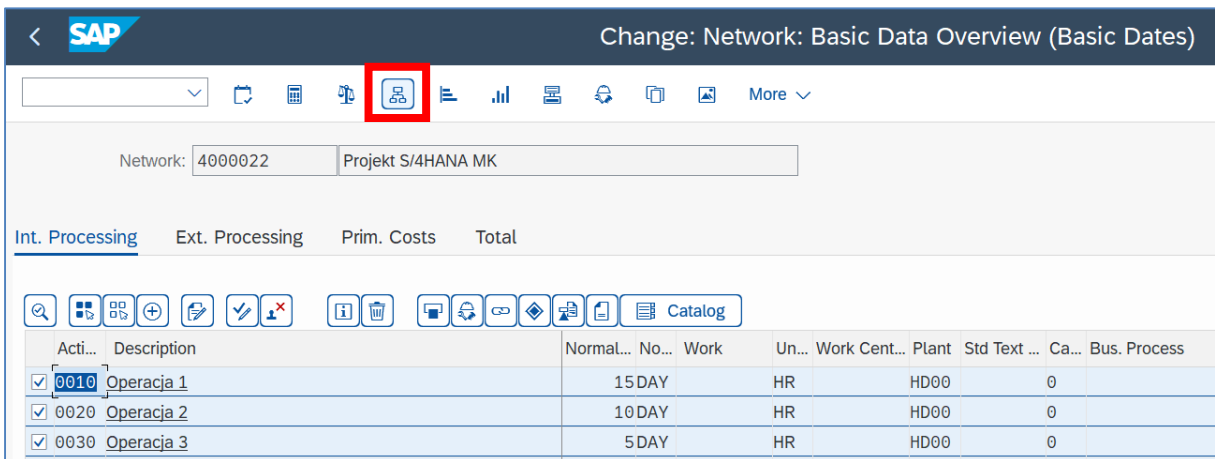 SAP Change: Network: Basic Data Overview (Basic Dates)
More
Network: 4000022 Projekt S/4HANA MK
Int. Processing Ext. Processing Prim. Costs Total
Catalog
Acti... Description Normal... No... Work Un... Work Cent... Plant Std Text ... Ca... Bus. Process
0010 Operacja 1 15 DAY HR HD00 0
0020 Operacja 2 10 DAY HR HD00 0
0030 Operacja 3 5 DAY HR HD00 0